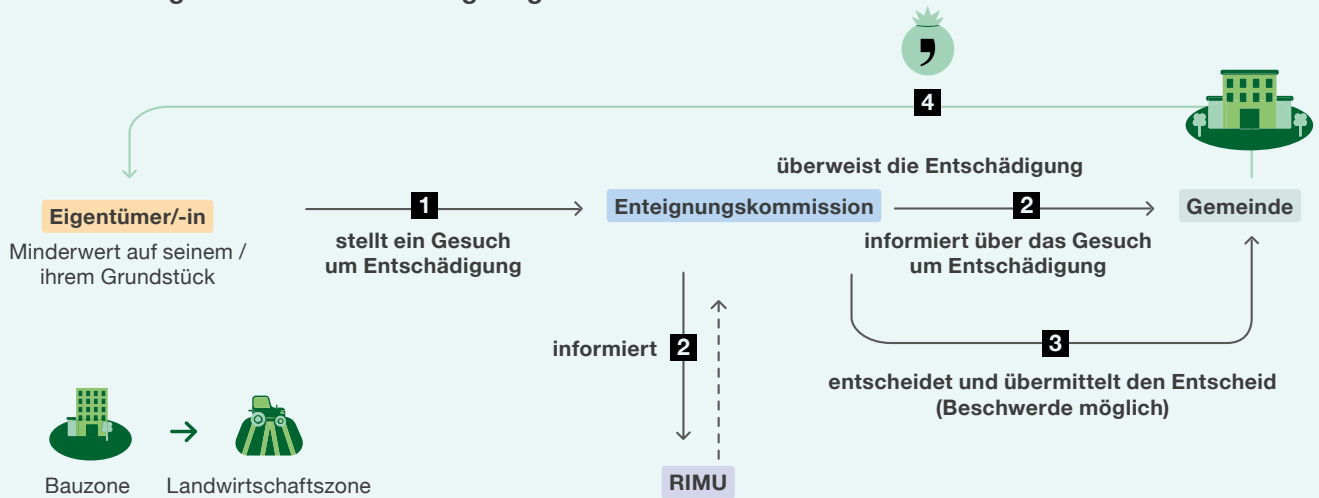 4
überweist die Entschädigung
Eigentümer/-in
Minderwert auf seinem /
ihrem Grundstück
1
stellt ein Gesuch
um Entschädigung
Enteignungskommission
2
informiert über das Gesuch
um Entschädigung
Gemeinde
informiert 2
3
entscheidet und übermittelt den Entscheid
(Beschwerde möglich)
RIMU
Bauzone
Landwirtschaftszone